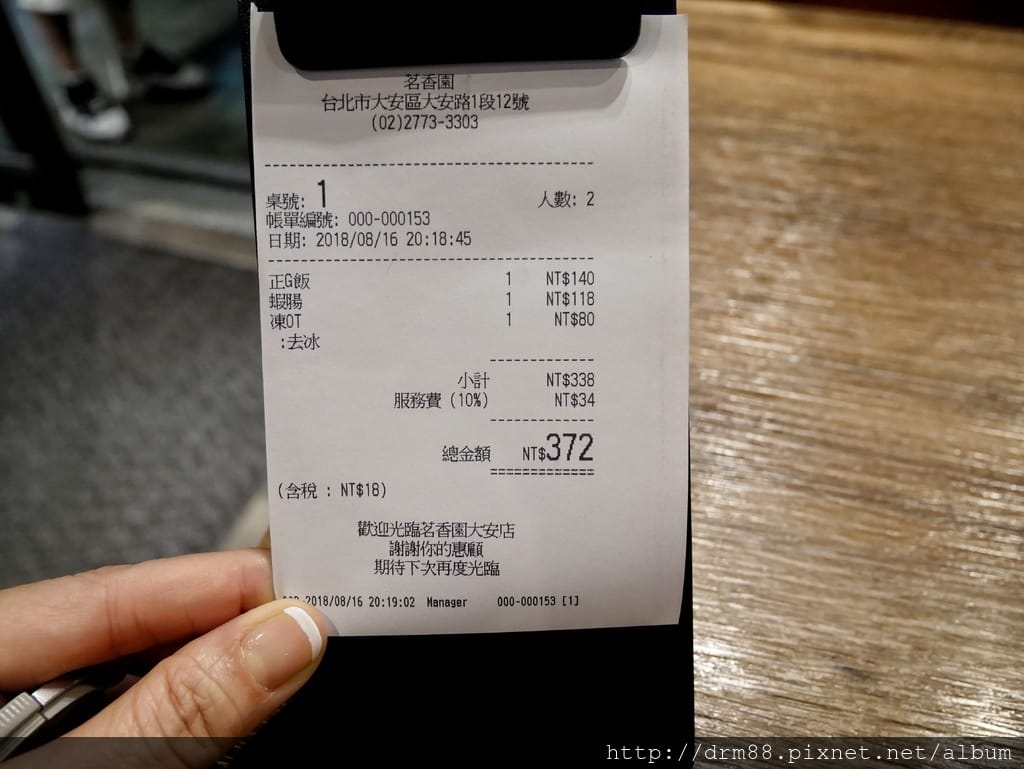 茗香園
台北市大安區大安路1段12號
(02)2773-3303
桌號: 1 人數: 2
帳單編號: 000-000153
日期: 2018/08/16 20:18:45
正G飯 1 NT$140
蝦腸 1 NT$118
凍OT 1 NT$80
:去冰
小計 NT$338
服務費 (10%) NT$34
總金額 NT$372
(含稅 : NT$18)
歡迎光臨茗香園大安店
謝謝你的惠顧
期待下次再度光臨
2018/08/16 20:19:02 Manager 000-000153 [1]
http://drm88.pixnet.net/album